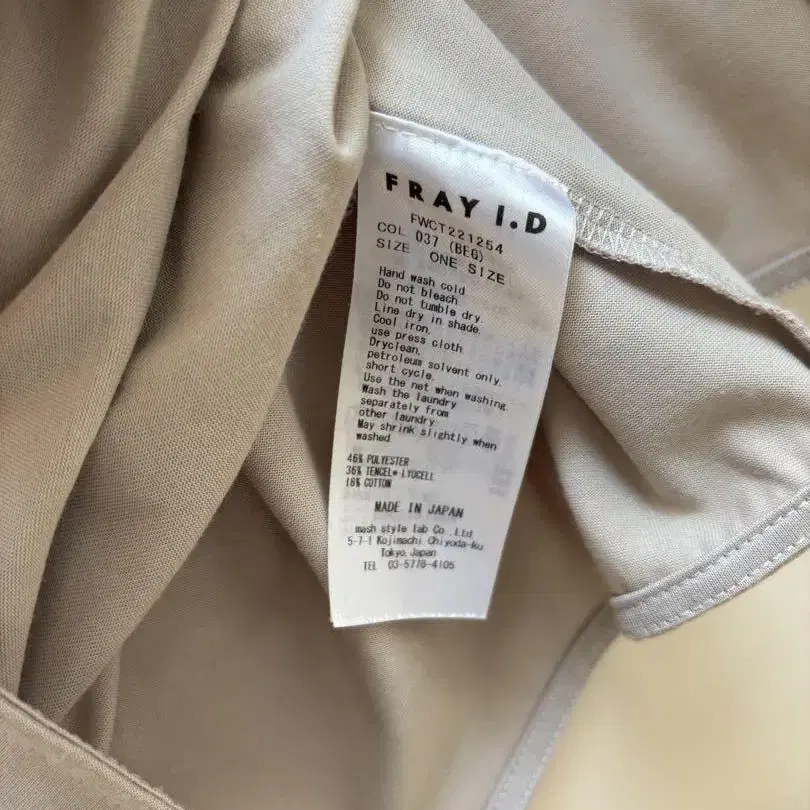 FRAY I.D
FWCT221254
COL 037 (BEG)
SIZE ONE SIZE
Hand wash cold
Do not bleach
Do not tumble dry.
Line dry in shade.
Cool iron,
use press cloth
Dryclean,
petroleum solvent only,
short cycle.
Use the net when washing
Wash the laundry
separately from
other laundry
May shrink slightly when
washed
46% POLYESTER
36% TENCEL* LYOCELL
18% COTTON
MADE IN JAPAN
mash style lab Co.,Ltd
5-7-1 Kojimachi Chiyoda-ku
Tokyo Japan
TEL 03-5778-4105